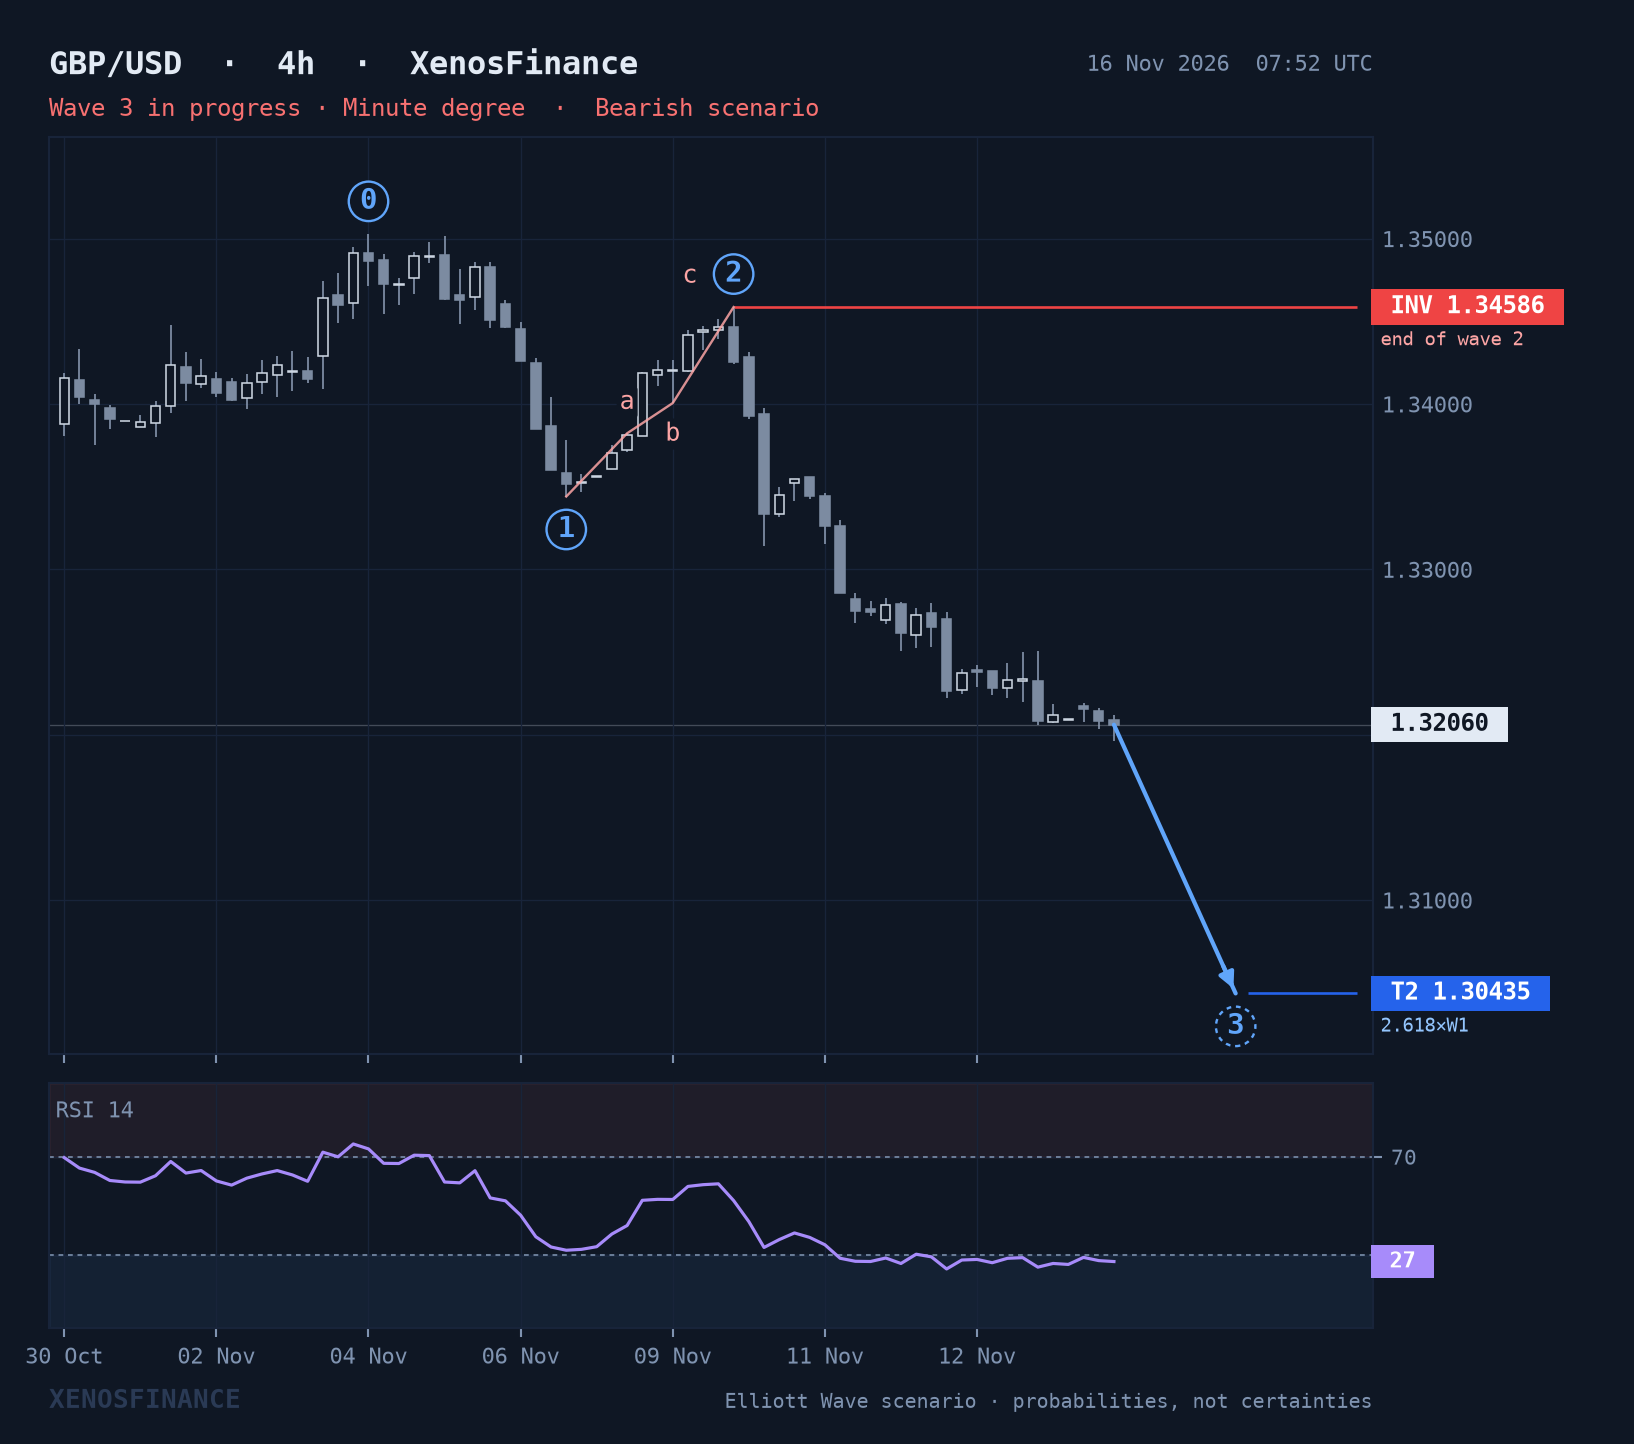 GBP/USD · 4h · XenosFinance
16 Nov 2026 07:52 UTC
Wave 3 in progress · Minute degree · Bearish scenario
0
1.35000
c
2
INV 1.34586
end of wave 2
a
1.34000
b
1
1.33000
1.32060
1.31000
T2 1.30435
3
2.618×W1
RSI 14
70
27
30 Oct
02 Nov
04 Nov
06 Nov
09 Nov
11 Nov
12 Nov
XENOSFINANCE
Elliott Wave scenario · probabilities, not certainties